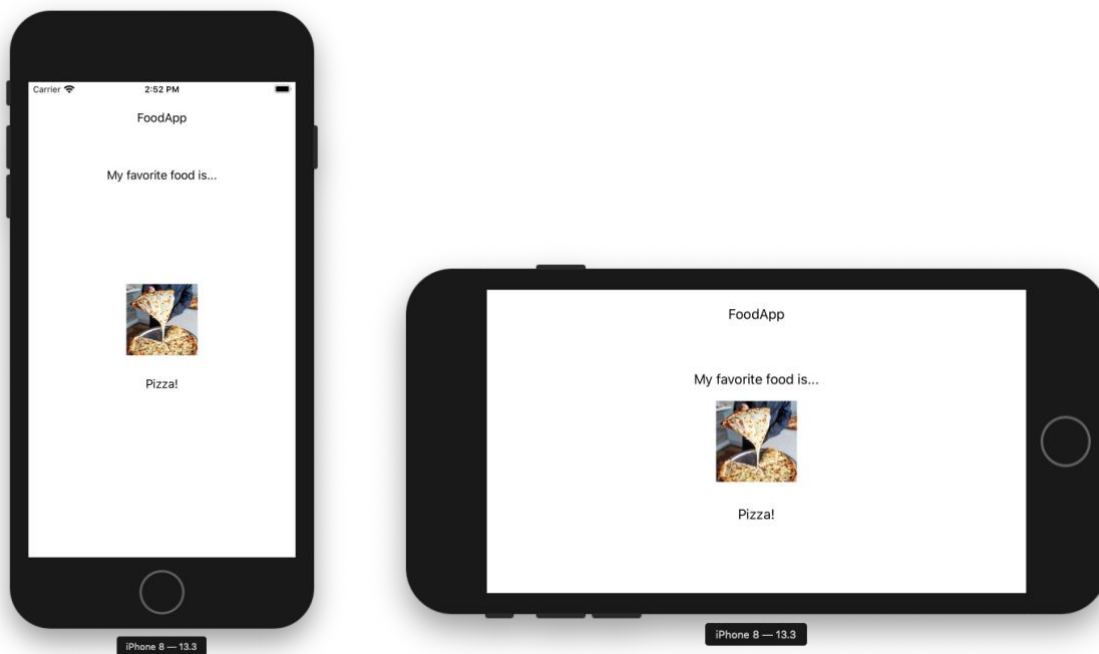 Carrier 2:52 PM
FoodApp
My favorite food is...
Pizza!
iPhone 8 — 13.3
FoodApp
My favorite food is...
Pizza!
iPhone 8 — 13.3